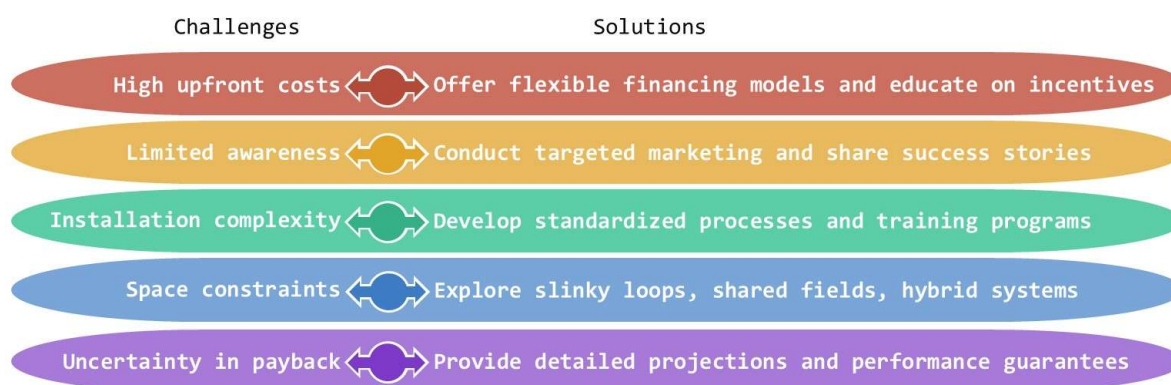 Challenges Solutions
High upfront costs Offer flexible financing models and educate on incentives
Limited awareness Conduct targeted marketing and share success stories
Installation complexity Develop standardized processes and training programs
Space constraints Explore slinky loops, shared fields, hybrid systems
Uncertainty in payback Provide detailed projections and performance guarantees